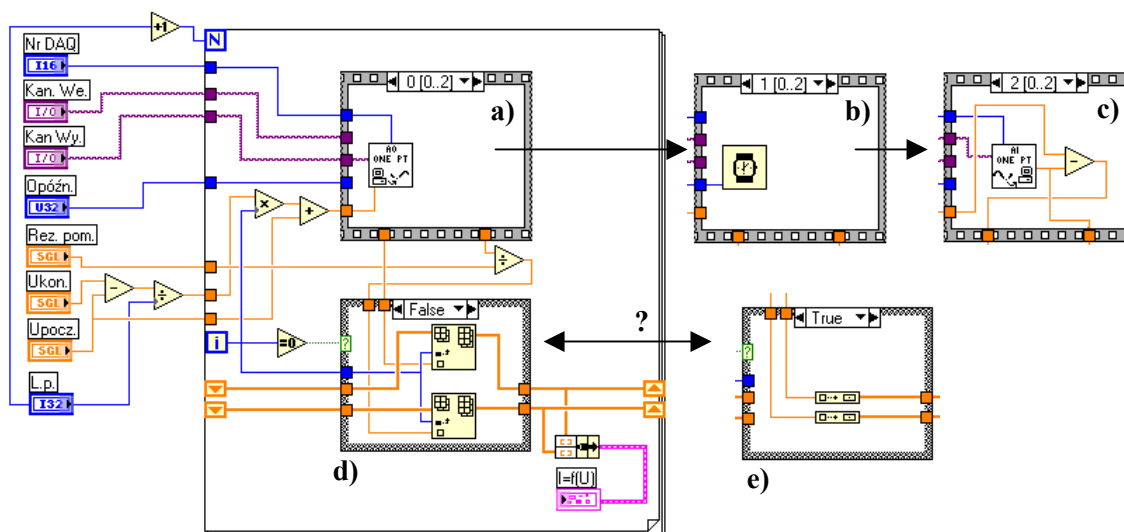 +1
N
Nr DAQ
I16
Kan. We.
I/O
Kan Wy.
I/O
Opóźn.
U32
Rez. pom.
SGL
Ukon.
SGL
Upocz.
SGL
L.p.
I32
0 [0..2]
a)
AO
ONE PT
×
+
÷
−
÷
i
=0
?
False
d)
I=f(U)
1 [0..2]
b)
2 [0..2]
c)
AI
ONE PT
−
?
True
?
e)